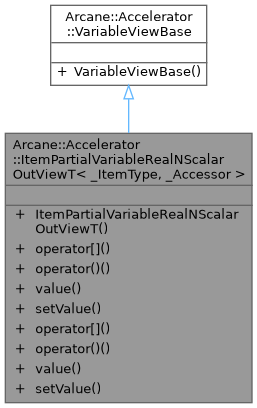 Arcane::Accelerator
::VariableViewBase
+ VariableViewBase()
Arcane::Accelerator
::ItemPartialVariableRealNScalar
OutViewT< _ItemType, _Accessor >
+ ItemPartialVariableRealNScalar
OutViewT()
+ operator[]()
+ operator()()
+ value()
+ setValue()
+ operator[]()
+ operator()()
+ value()
+ setValue()